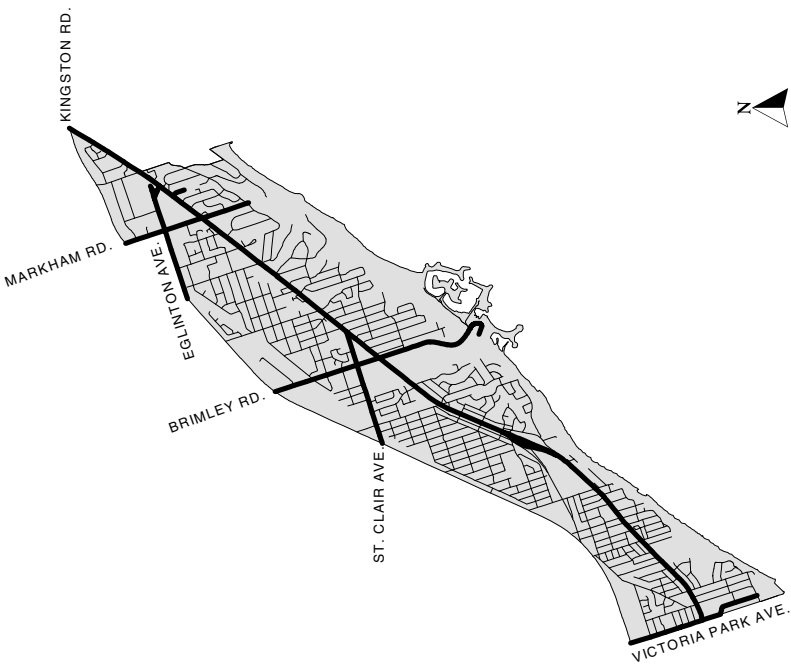 KINGSTON RD.
N
MARKHAM RD.
EGLINTON AVE.
BRIMLEY RD.
ST. CLAIR AVE.
VICTORIA PARK AVE.